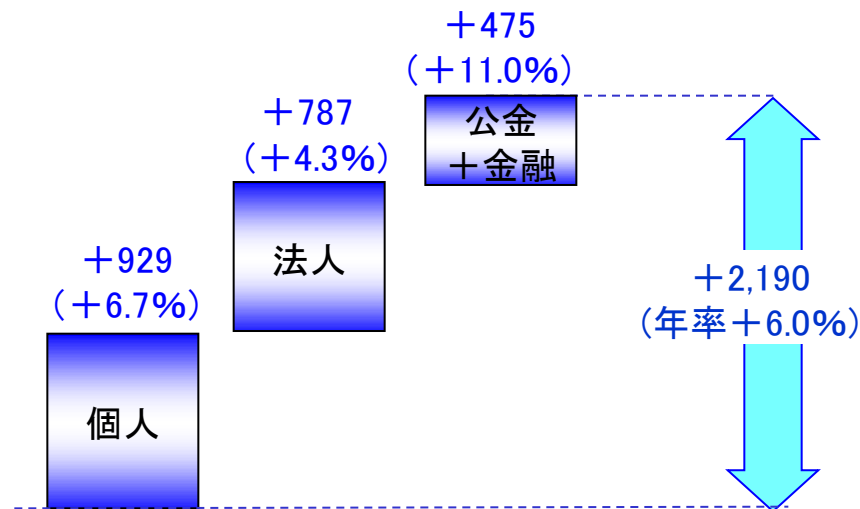 ＋475
（＋11.0%）
公金
＋金融
＋787
（＋4.3%）
法人
＋929
（＋6.7%）
個人
＋2,190
（年率＋6.0%）